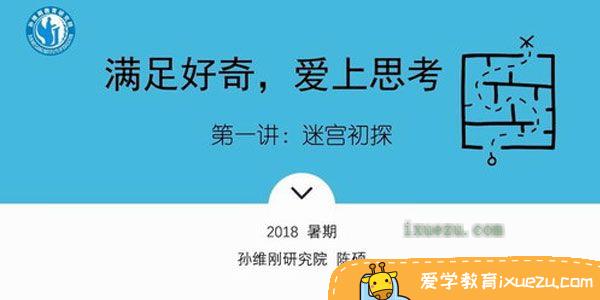 满足好奇，爱上思考
第一讲：迷宫初探
2018 暑期
孙维刚研究院 陈硕
ixuezu.com
爱学教育ixuezu.com